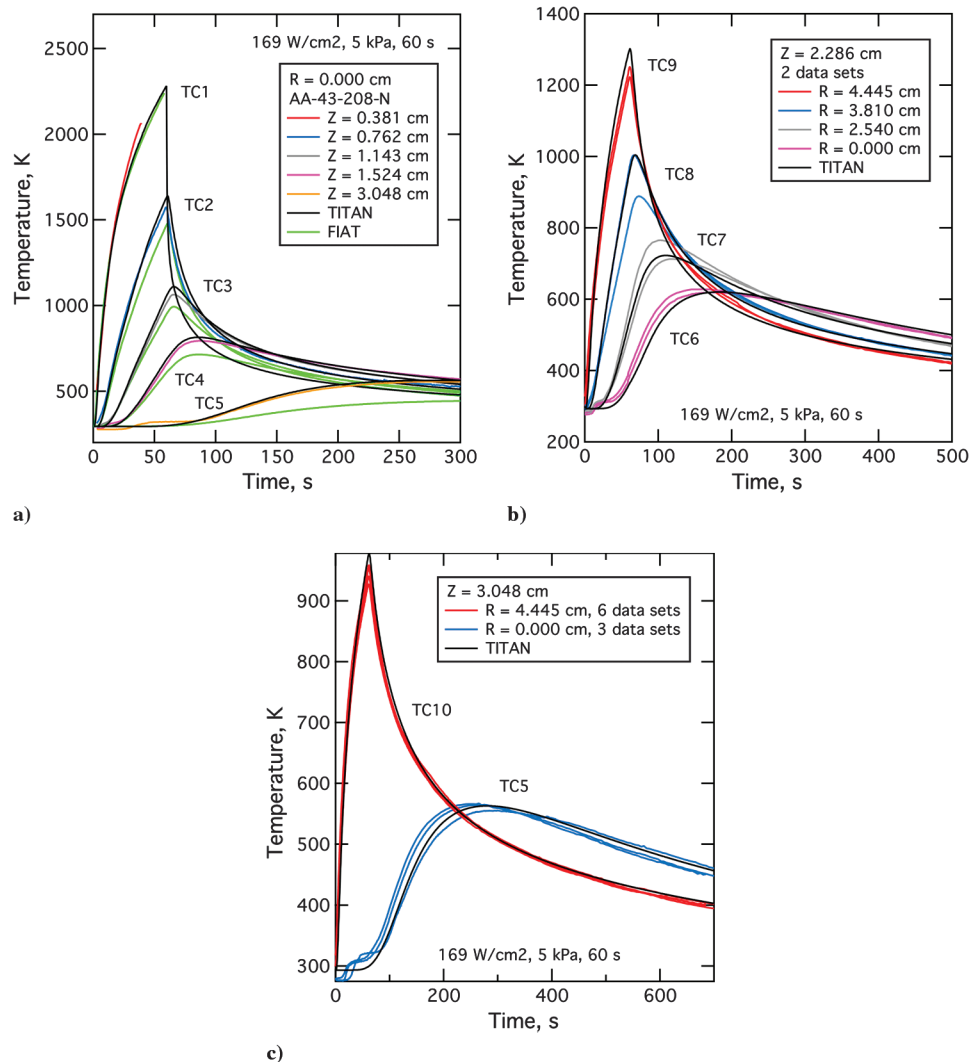 169 W/cm2, 5 kPa, 60 s
R = 0.000 cm
AA-43-208-N
Z = 0.381 cm
Z = 0.762 cm
Z = 1.143 cm
Z = 1.524 cm
Z = 3.048 cm
TITAN
FIAT
TC1
TC2
TC3
TC4
TC5
2500
2000
1500
1000
500
Temperature, K
0
50
100
150
200
250
300
Time, s
a)
Z = 2.286 cm
2 data sets
R = 4.445 cm
R = 3.810 cm
R = 2.540 cm
R = 0.000 cm
TITAN
TC9
TC8
TC7
TC6
169 W/cm2, 5 kPa, 60 s
1400
1200
1000
800
600
400
200
Temperature, K
0
100
200
300
400
500
Time, s
b)
Z = 3.048 cm
R = 4.445 cm, 6 data sets
R = 0.000 cm, 3 data sets
TITAN
TC10
TC5
169 W/cm2, 5 kPa, 60 s
900
800
700
600
500
400
300
Temperature, K
0
200
400
600
Time, s
c)